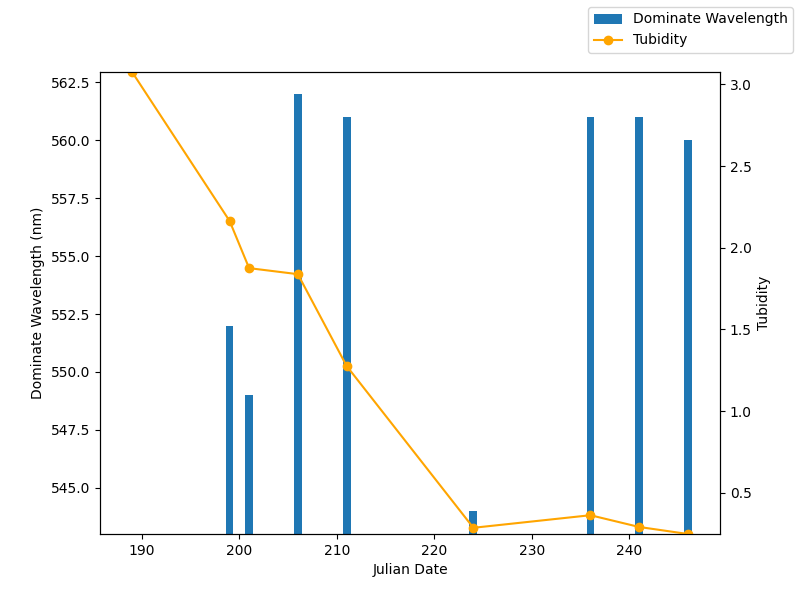 Dominate Wavelength
Tubidity
562.5
560.0
557.5
555.0
552.5
550.0
547.5
545.0
Dominate Wavelength (nm)
3.0
2.5
2.0
1.5
1.0
0.5
Tubidity
190 200 210 220 230 240
Julian Date